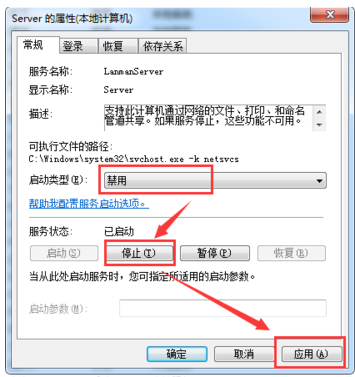 Server 的属性(本地计算机)
常规 登录 恢复 依存关系
服务名称: LanmanServer
显示名称: Server
描述: 支持此计算机通过网络的文件、打印、和命名
管道共享。如果服务停止，这些功能不可用。
可执行文件的路径:
C:\Windows\system32\svchost.exe -k netsvcs
启动类型(E): 禁用
帮助我配置服务启动选项。
服务状态: 已启动
启动(S) 停止(T) 暂停(P) 恢复(R)
当从此处启动服务时，您可指定所适用的启动参数。
启动参数(M):
确定 取消 应用(A)